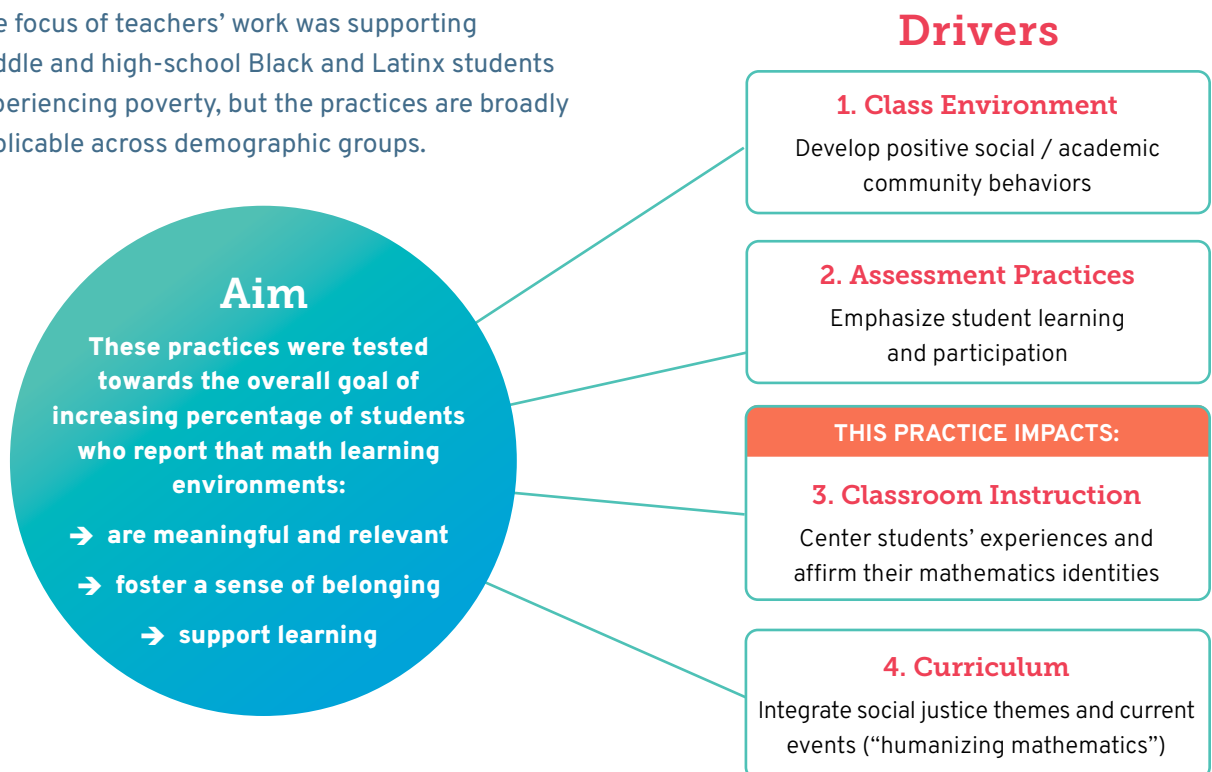 e focus of teachers' work was supporting
ddle and high-school Black and Latinx students
periencing poverty, but the practices are broadly
plicable across demographic groups.
Aim
These practices were tested
towards the overall goal of
increasing percentage of students
who report that math learning
environments:
→ are meaningful and relevant
→ foster a sense of belonging
→ support learning
Drivers
1. Class Environment
Develop positive social / academic
community behaviors
2. Assessment Practices
Emphasize student learning
and participation
THIS PRACTICE IMPACTS:
3. Classroom Instruction
Center students' experiences and
affirm their mathematics identities
4. Curriculum
Integrate social justice themes and current
events ("humanizing mathematics")